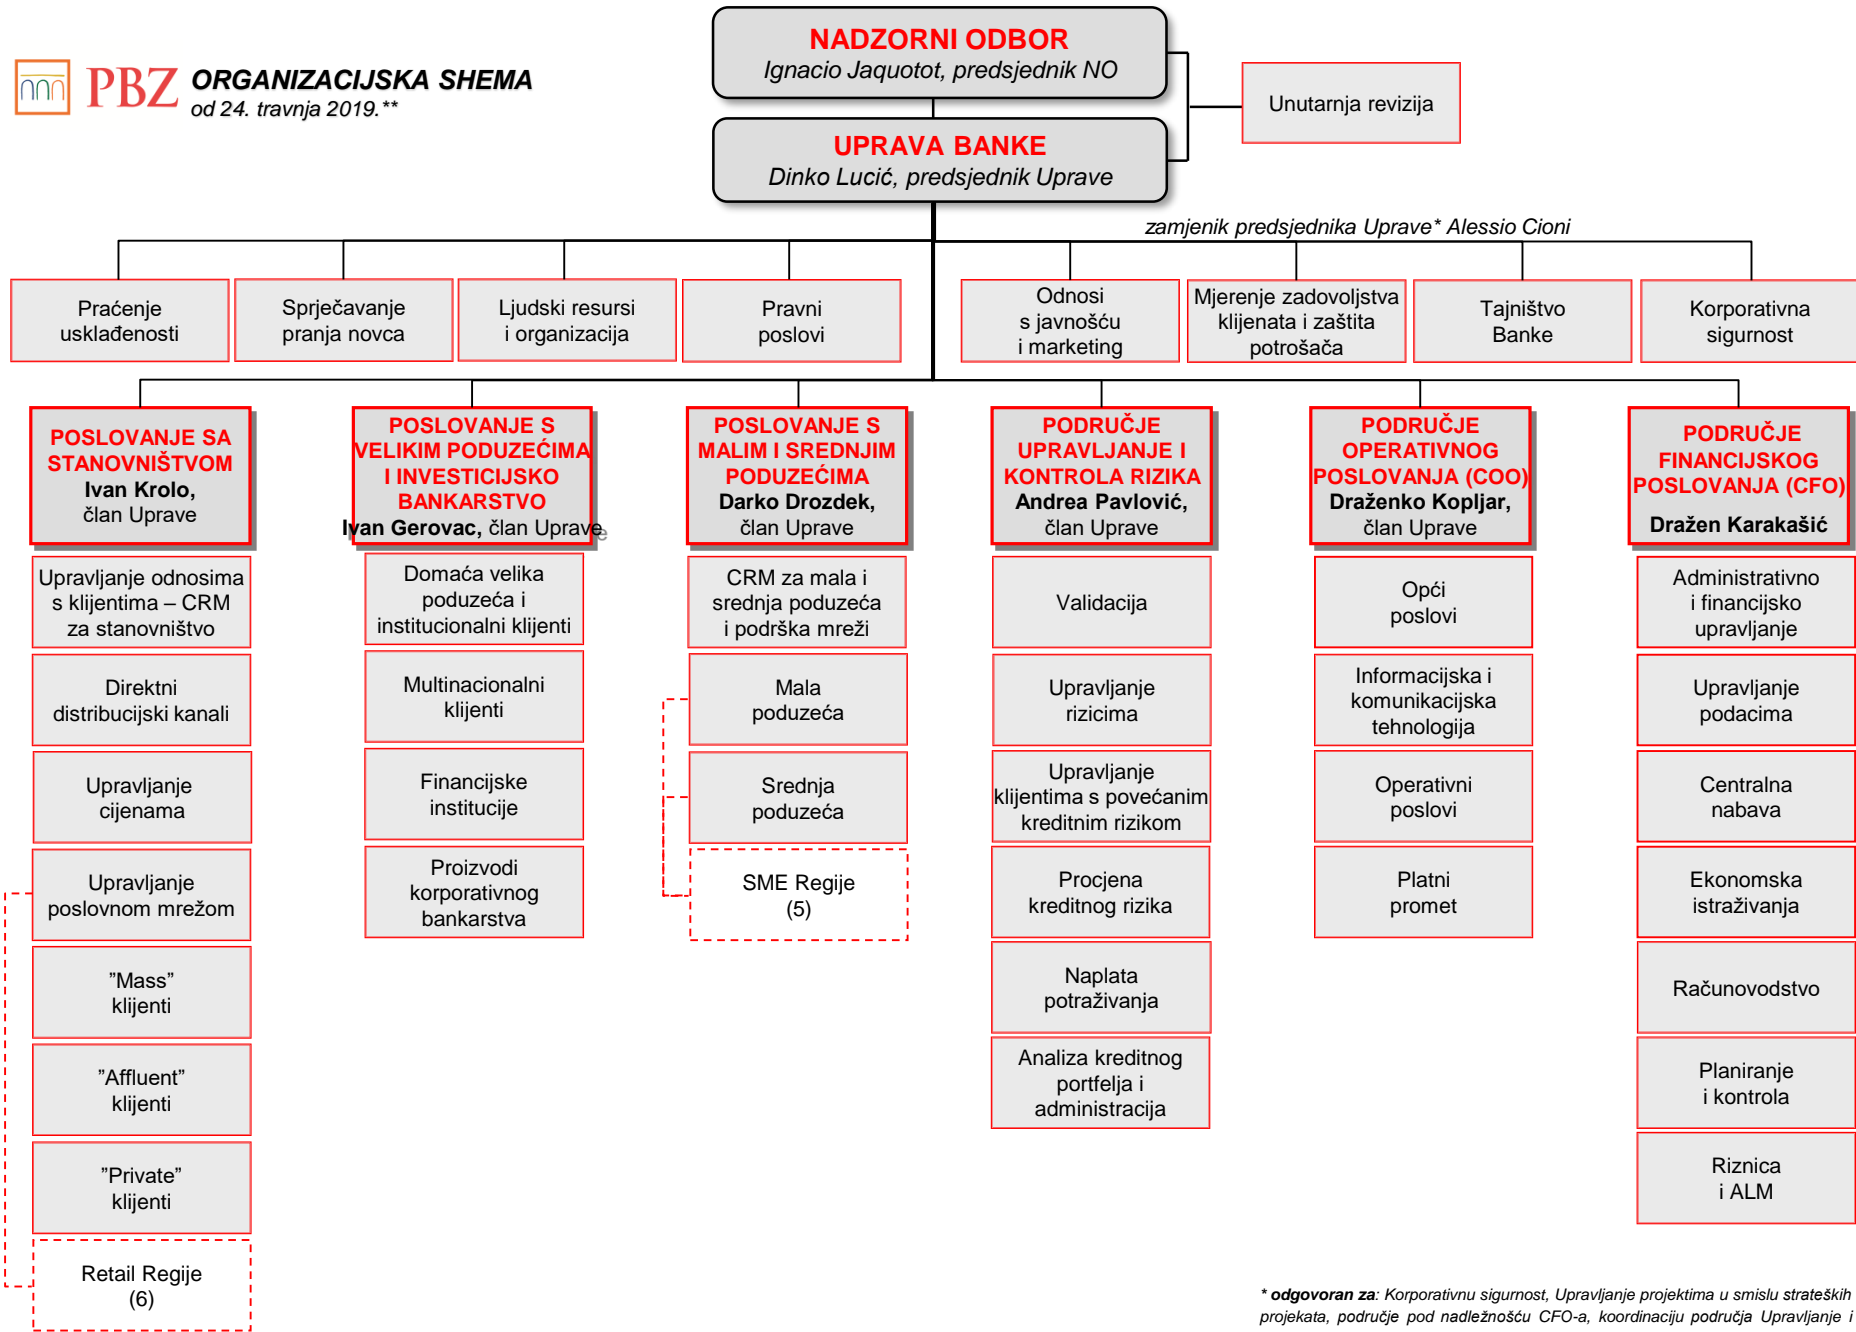 NADZORNI ODBOR
Ignacio Jaquotot, predsjednik NO
PBZ ORGANIZACIJSKA SHEMA
od 24. travnja 2019.**
Unutarnja revizija
UPRAVA BANKE
Dinko Lucić, predsjednik Uprave
zamjenik predsjednika Uprave* Alessio Cioni
Praćenje
usklađenosti
Sprječavanje
pranja novca
Ljudski resursi
i organizacija
Pravni
poslovi
Odnosi
s javnošću
i marketing
Mjerenje zadovoljstva
klijenata i zaštita
potrošača
Tajništvo
Banke
Korporativna
sigurnost
POSLOVANJE SA
STANOVNIŠTVOM
Ivan Krolo,
član Uprave
Upravljanje odnosima
s klijentima – CRM
za stanovništvo
Direktni
distribucijski kanali
Upravljanje
cijenama
Upravljanje
poslovnom mrežom
”Mass”
klijenti
”Affluent”
klijenti
”Private”
klijenti
Retail Regije
(6)
POSLOVANJE S
VELIKIM PODUZEĆIMA
I INVESTICIJSKO
BANKARSTVO
Ivan Gerovac, član Uprave
Domaća velika
poduzeća i
institucionalni klijenti
Multinacionalni
klijenti
Financijske
institucije
Proizvodi
korporativnog
bankarstva
POSLOVANJE S
MALIM I SREDNJIM
PODUZEĆIMA
Darko Drozdek,
član Uprave
CRM za mala i
srednja poduzeća
i podrška mreži
Mala
poduzeća
Srednja
poduzeća
SME Regije
(5)
PODRUČJE
UPRAVLJANJE I
KONTROLA RIZIKA
Andrea Pavlović,
član Uprave
Validacija
Upravljanje
rizicima
Upravljanje
klijentima s povećanim
kreditnim rizikom
Procjena
kreditnog rizika
Naplata
potraživanja
Analiza kreditnog
portfelja i
administracija
PODRUČJE
OPERATIVNOG
POSLOVANJA (COO)
Draženko Kopljar,
član Uprave
Opći
poslovi
Informacijska i
komunikacijska
tehnologija
Operativni
poslovi
Platni
promet
PODRUČJE
FINANCIJSKOG
POSLOVANJA (CFO)
Dražen Karakašić
Administrativno
i financijsko
upravljanje
Upravljanje
podacima
Centralna
nabava
Ekonomska
istraživanja
Računovodstvo
Planiranje
i kontrola
Riznica
i ALM
* odgovoran za: Korporativnu sigurnost, Upravljanje projektima u smislu strateških
projekata, područje pod nadležnošću CFO-a, koordinaciju područja Upravljanje i